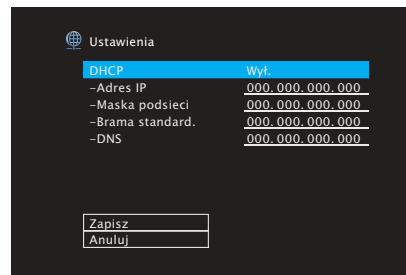 Ustawienia
DHCP Wył.
–Adres IP 000.000.000.000
–Maska podsieci 000.000.000.000
–Brama standard. 000.000.000.000
–DNS 000.000.000.000
Zapisz
Anuluj